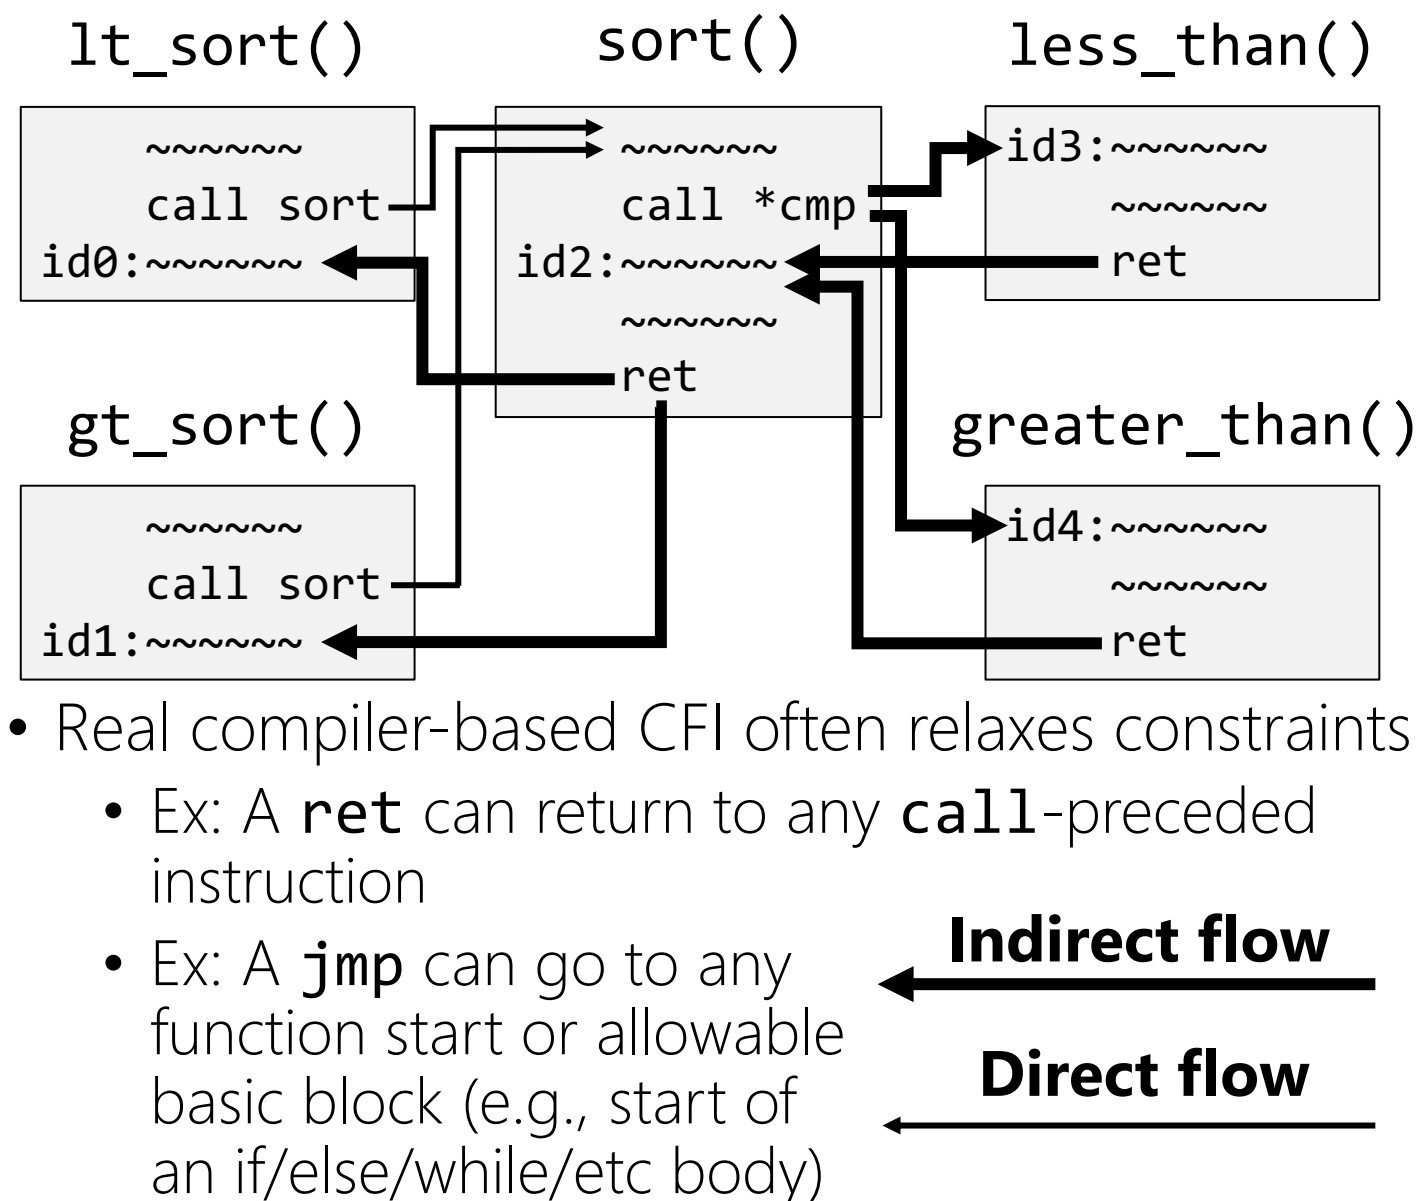 lt_sort()
sort()
less_than()
~~~~~~
call sort
id0:~~~~~~
~~~~~~
call *cmp
id2:~~~~~~
~~~~~~
ret
id3:~~~~~~
~~~~~~
ret
gt_sort()
greater_than()
~~~~~~
call sort
id1:~~~~~~
id4:~~~~~~
~~~~~~
ret
• Real compiler-based CFI often relaxes constraints
• Ex: A ret can return to any call-preceded
instruction
• Ex: A jmp can go to any
function start or allowable
basic block (e.g., start of
an if/else/while/etc body)
Indirect flow
Direct flow